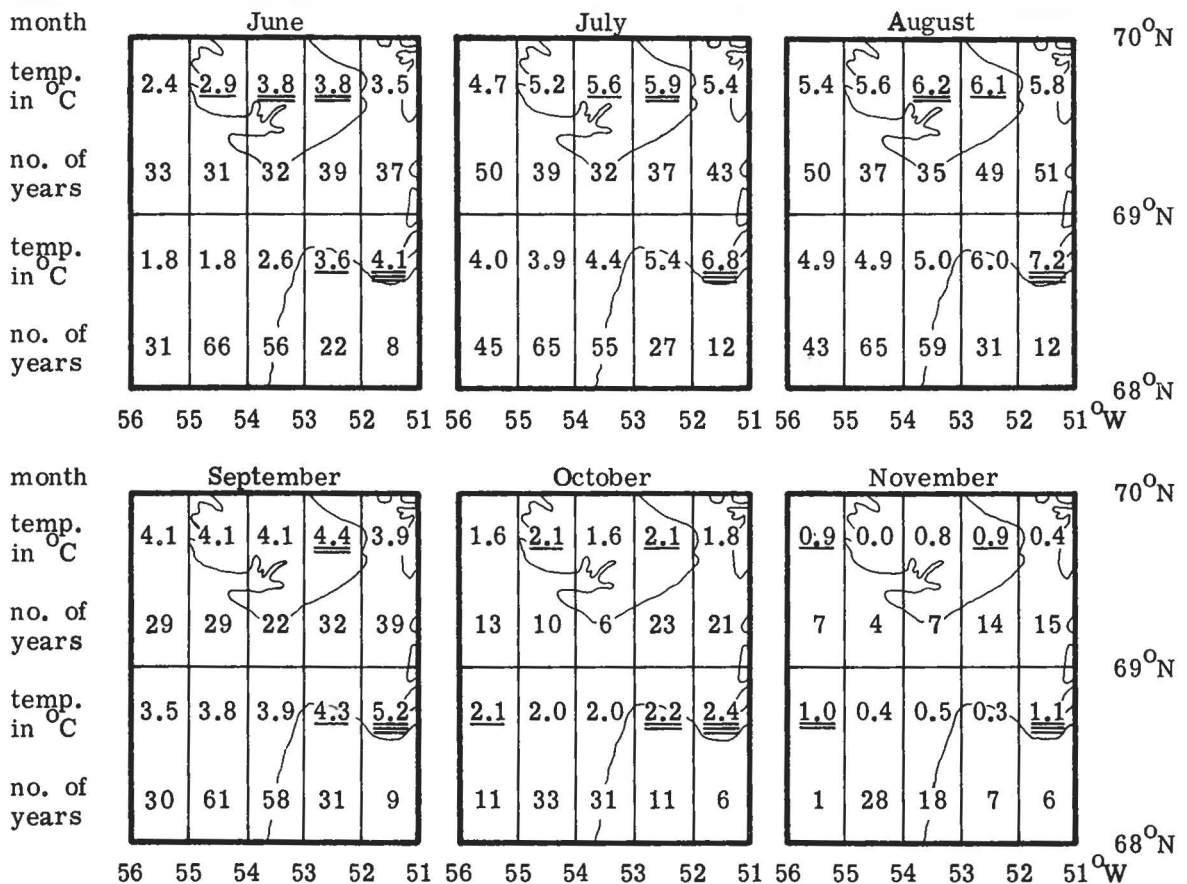 month June July August 70°N
temp. in °C 2.4 2.9 3.8 3.8 3.5 4.7 5.2 5.6 5.9 5.4 5.4 5.6 6.2 6.1 5.8
no. of years 33 31 32 39 37 50 39 32 37 43 50 37 35 49 51
69°N
temp. in °C 1.8 1.8 2.6 3.6 4.1 4.0 3.9 4.4 5.4 6.8 4.9 4.9 5.0 6.0 7.2
no. of years 31 66 56 22 8 45 65 55 27 12 43 65 59 31 12
68°N
56 55 54 53 52 51 56 55 54 53 52 51 56 55 54 53 52 51°W
month September October November 70°N
temp. in °C 4.1 4.1 4.1 4.4 3.9 1.6 2.1 1.6 2.1 1.8 0.9 0.0 0.8 0.9 0.4
no. of years 29 29 22 32 39 13 10 6 23 21 7 4 7 14 15
69°N
temp. in °C 3.5 3.8 3.9 4.3 5.2 2.1 2.0 2.0 2.2 2.4 1.0 0.4 0.5 0.3 1.1
no. of years 30 61 58 31 9 11 33 31 11 6 1 28 18 7 6
68°N
56 55 54 53 52 51 56 55 54 53 52 51 56 55 54 53 52 51°W